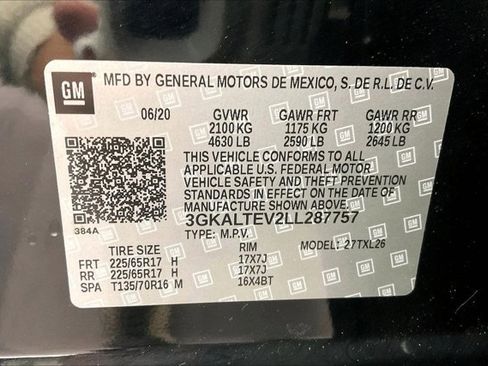 GM MFD BY GENERAL MOTORS DE MEXICO, S. DE R.L. DE C.V.
06/20 GVWR GAWR FRT GAWR RR
2100 KG 1175 KG 1200 KG
4630 LB 2590 LB 2645 LB
THIS VEHICLE CONFORMS TO ALL
APPLICABLE U.S. FEDERAL MOTOR
VEHICLE SAFETY AND THEFT PREVENTION
STANDARDS IN EFFECT ON THE DATE OF
MANUFACTURE SHOWN ABOVE.
384A 3GKALTEV2LL287757
TYPE: M.P.V. MODEL: 27TXL26
TIRE SIZE RIM
FRT 225/65R17 H 17X7J
RR 225/65R17 H 17X7J
SPA T135/70R16 M 16X4BT